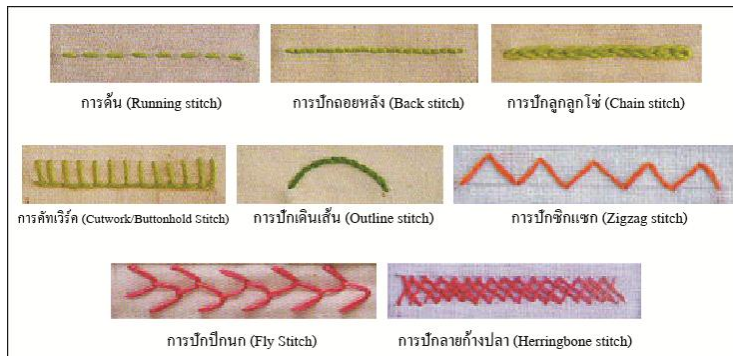 การด้น (Running stitch)
การปักถอยหลัง (Back stitch)
การปักลูกลูกโซ่ (Chain stitch)
การคัทเวิร์ค (Cutwork/Buttonhold Stitch)
การปักเดินเส้น (Outline stitch)
การปักซิกแซก (Zigzag stitch)
การปักปีกนก (Fly Stitch)
การปักลายก้างปลา (Herringbone stitch)